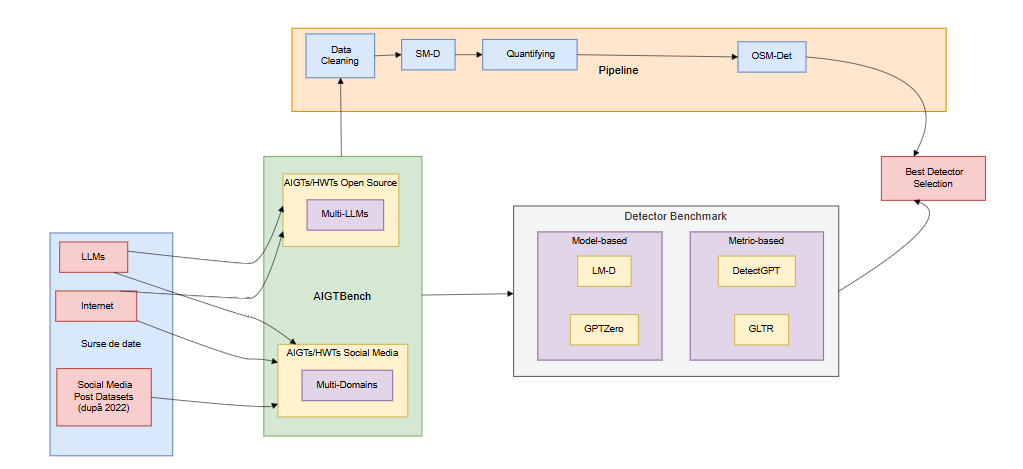 Data
Cleaning
SM-D
Quantifying
OSM-Det
Pipeline
Best Detector
Selection
AIGTs/HWTs Open Source
Multi-LLMs
AIGTBench
AIGTs/HWTs Social Media
Multi-Domains
LLMs
Internet
Surse de date
Social Media
Post Datasets
(după 2022)
Detector Benchmark
Model-based
LM-D
GPTZero
Metric-based
DetectGPT
GLTR